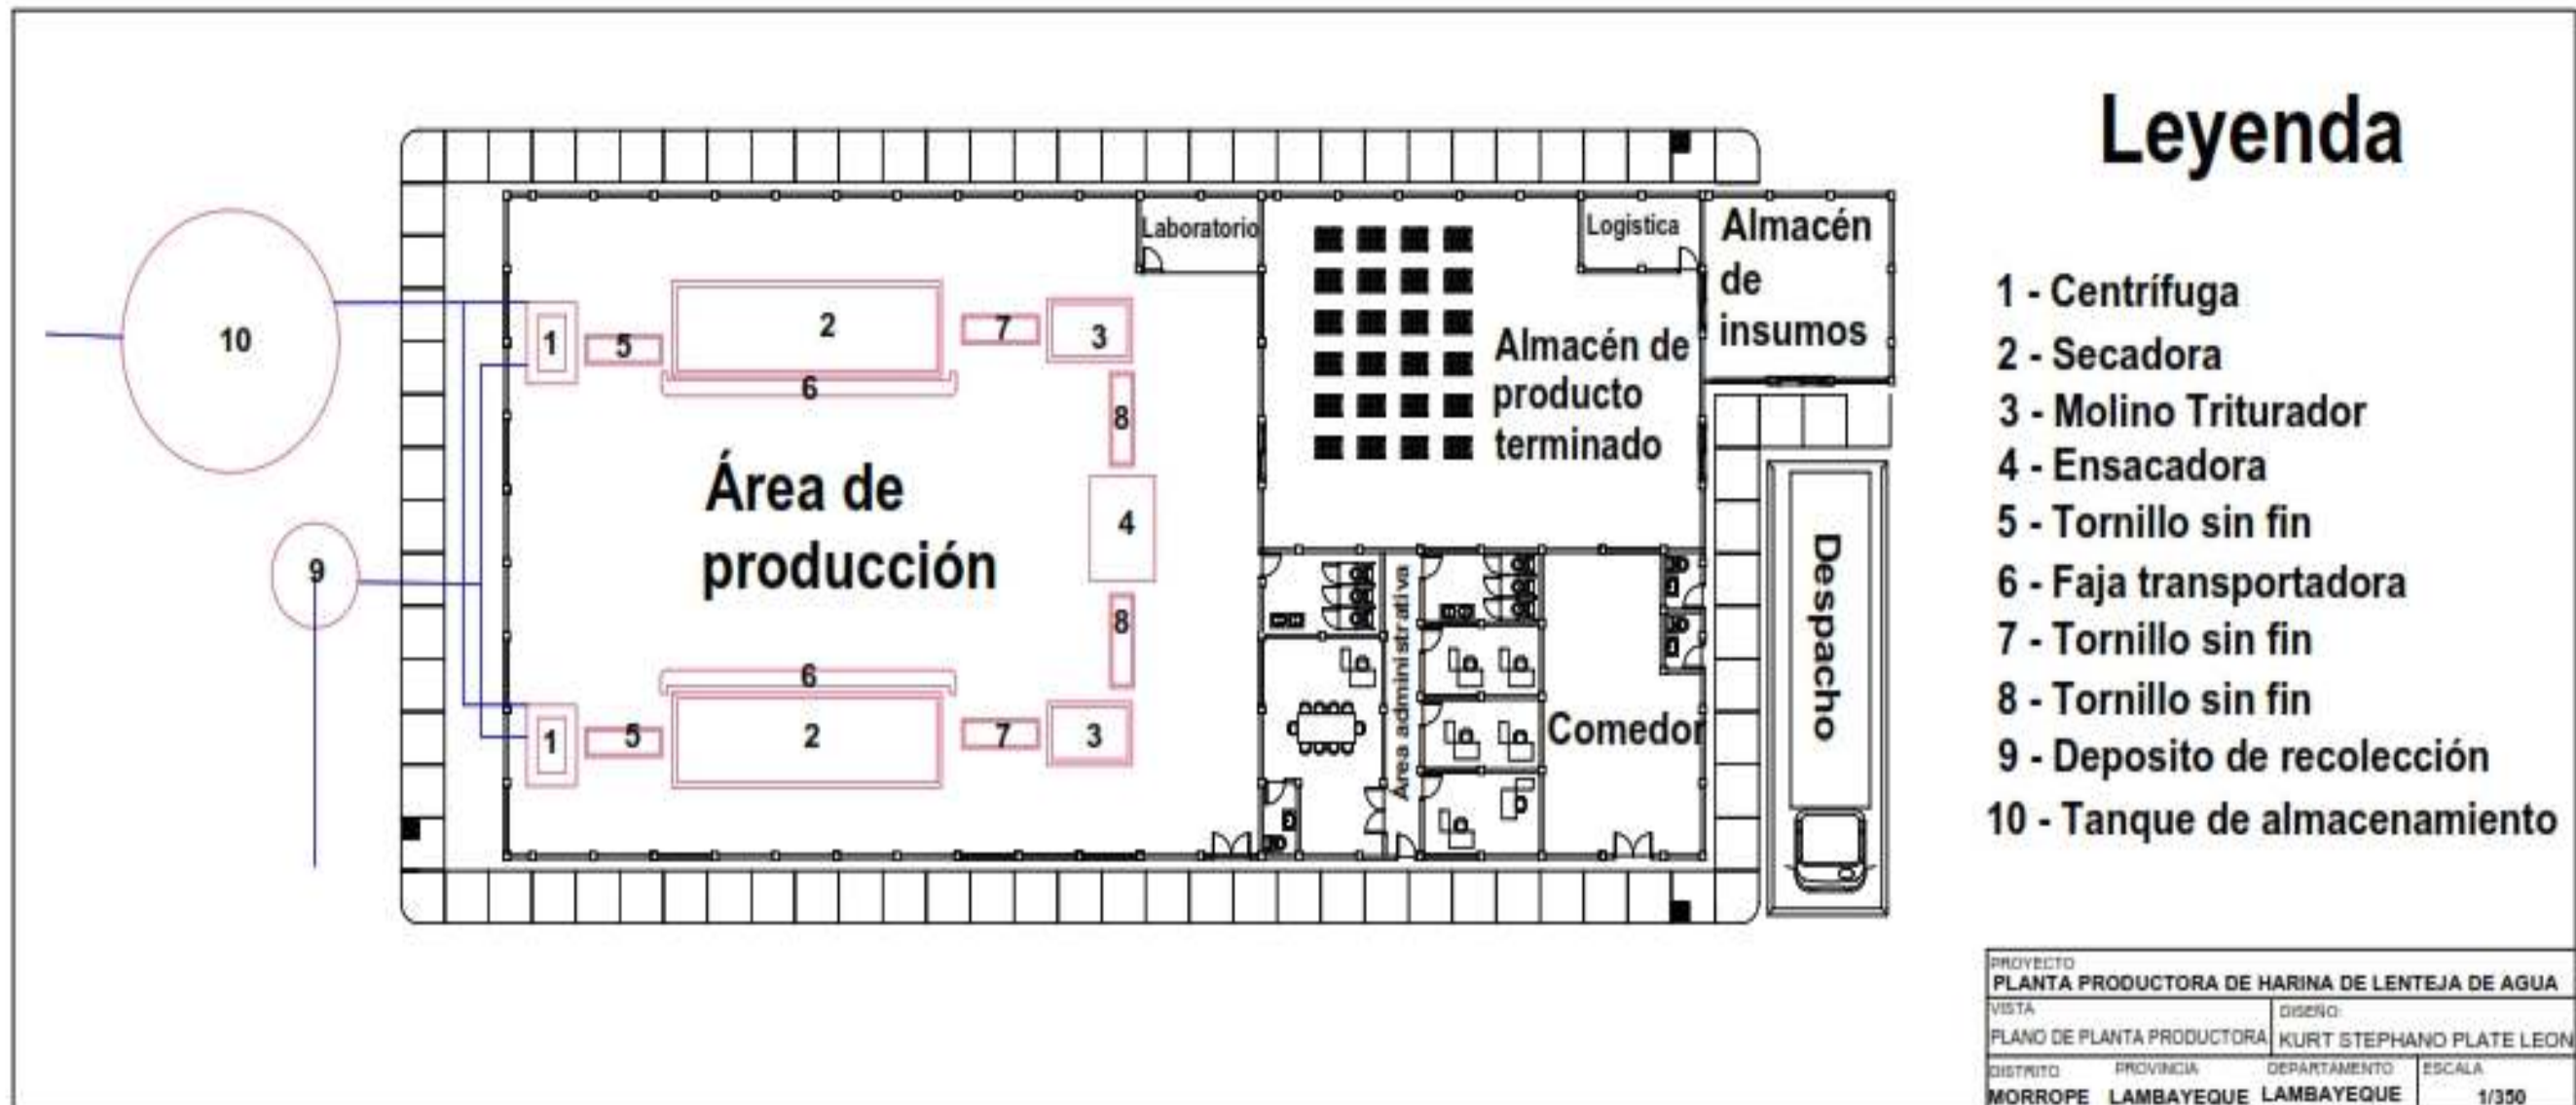 Leyenda
1 - Centrífuga
2 - Secadora
3 - Molino Triturador
4 - Ensacadora
5 - Tornillo sin fin
6 - Faja transportadora
7 - Tornillo sin fin
8 - Tornillo sin fin
9 - Deposito de recolección
10 - Tanque de almacenamiento
Laboratorio
Logistica
Almacén
de
insumos
10
1
5
2
7
3
6
8
Almacén de
producto
terminado
Área de
producción
4
9
8
6
1
5
2
7
3
Area administrativa
Comedor
Despacho
PROYECTO
PLANTA PRODUCTORA DE HARINA DE LENTEJA DE AGUA
VISTA
PLANO DE PLANTA PRODUCTORA
DISEÑO:
KURT STEPHANO PLATE LEON
DISTRITO PROVINCIA DEPARTAMENTO ESCALA
MORROPE LAMBAYEQUE LAMBAYEQUE 1/350